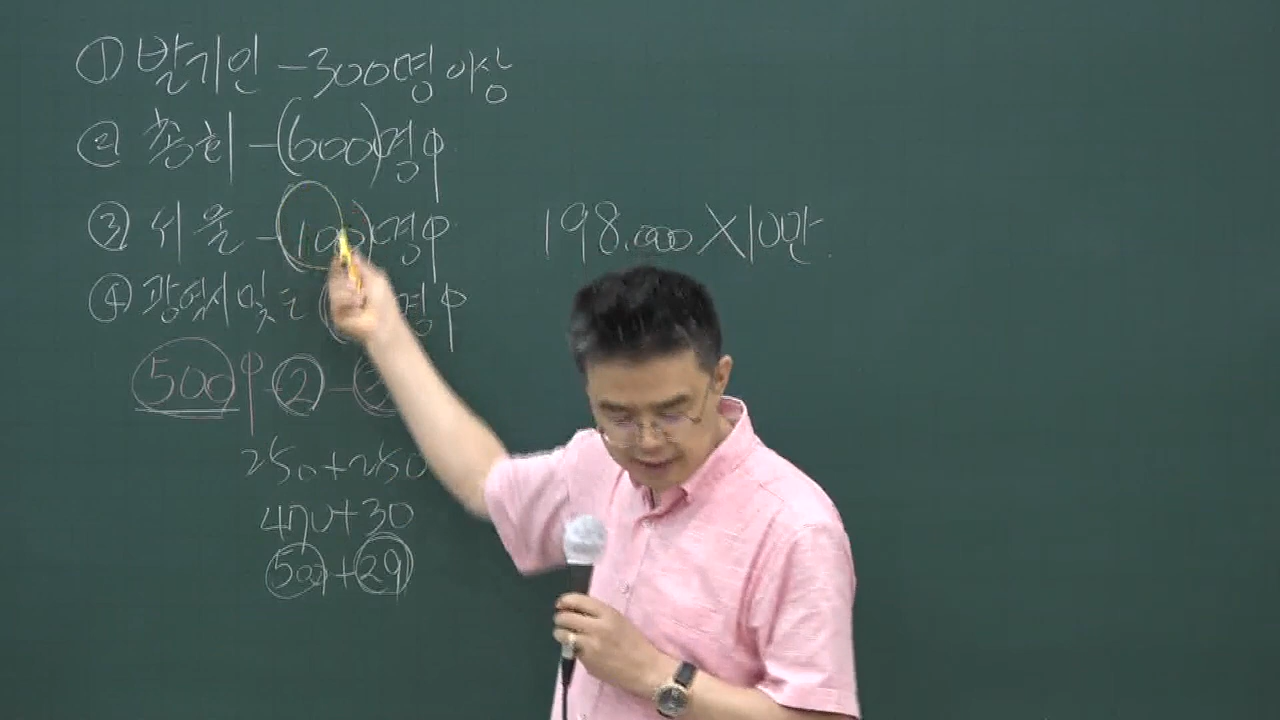 ① 발기인 - 300명 이상
② 총회 - (600)명↑
③ 서울 - (100)명↑
198.000 X 10만
④ 광역시 및 도 명↑
500↑ - ② -
250+250
470+30
500+29